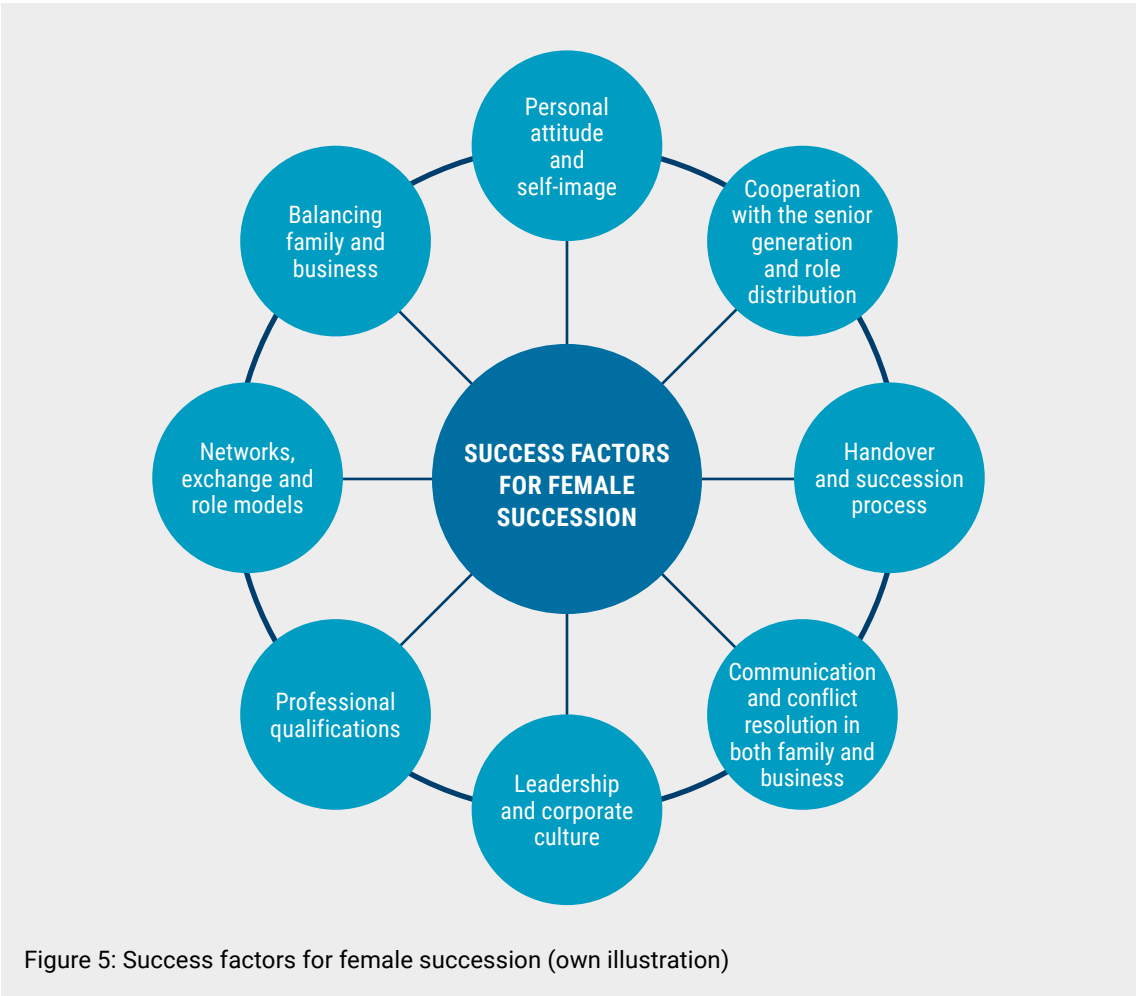 Personal
attitude
and
self-image
Cooperation
with the senior
generation
and role
distribution
Handover
and succession
process
Communication
and conflict
resolution in
both family and
business
Leadership
and corporate
culture
Professional
qualifications
Networks,
exchange and
role models
Balancing
family and
business
SUCCESS FACTORS
FOR FEMALE
SUCCESSION
Figure 5: Success factors for female succession (own illustration)